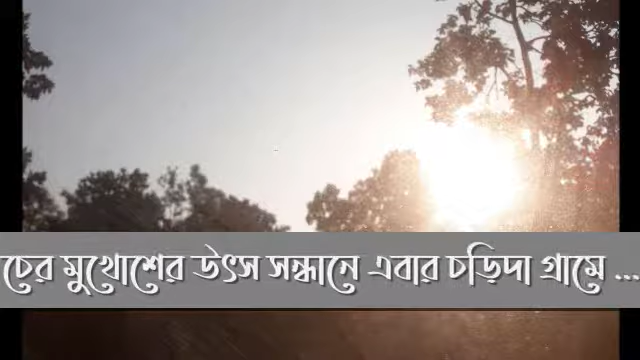 চের মুখোশের উৎস সন্ধানে এবার চড়িদা গ্রামে ...